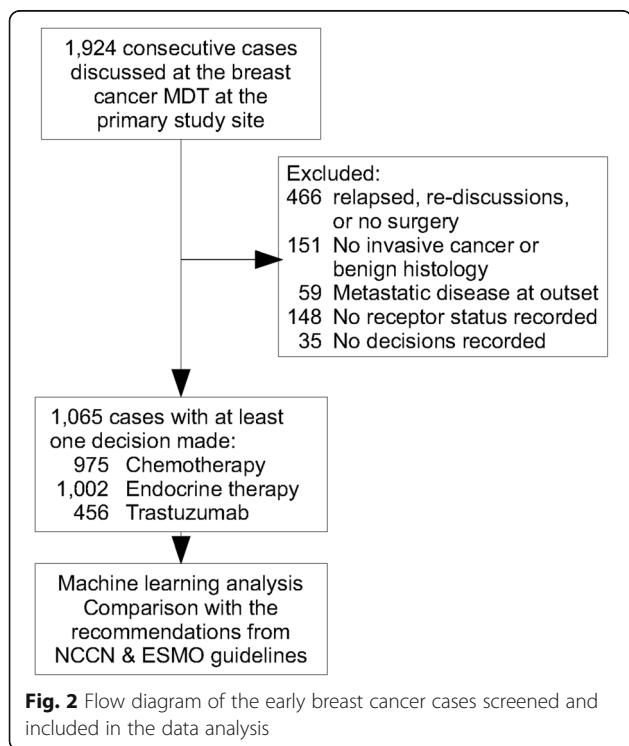 1,924 consecutive cases
discussed at the breast
cancer MDT at the
primary study site
Excluded:
466 relapsed, re-discussions,
or no surgery
151 No invasive cancer or
benign histology
59 Metastatic disease at outset
148 No receptor status recorded
35 No decisions recorded
1,065 cases with at least
one decision made:
975 Chemotherapy
1,002 Endocrine therapy
456 Trastuzumab
Machine learning analysis
Comparison with the
recommendations from
NCCN & ESMO guidelines
Fig. 2 Flow diagram of the early breast cancer cases screened and
included in the data analysis